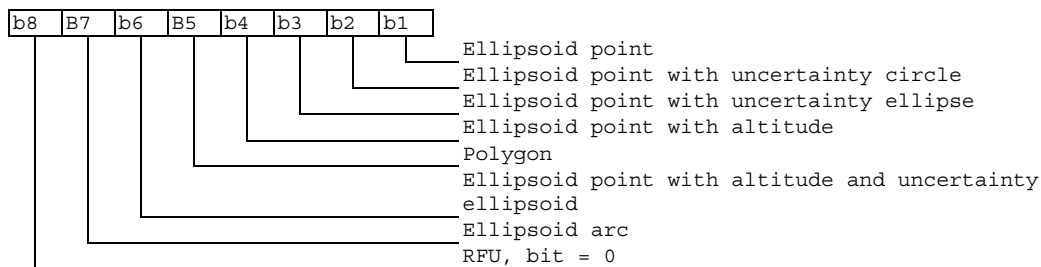 b8 B7 b6 B5 b4 b3 b2 b1
Ellipsoid point
Ellipsoid point with uncertainty circle
Ellipsoid point with uncertainty ellipse
Ellipsoid point with altitude
Polygon
Ellipsoid point with altitude and uncertainty
ellipsoid
Ellipsoid arc
RFU, bit = 0